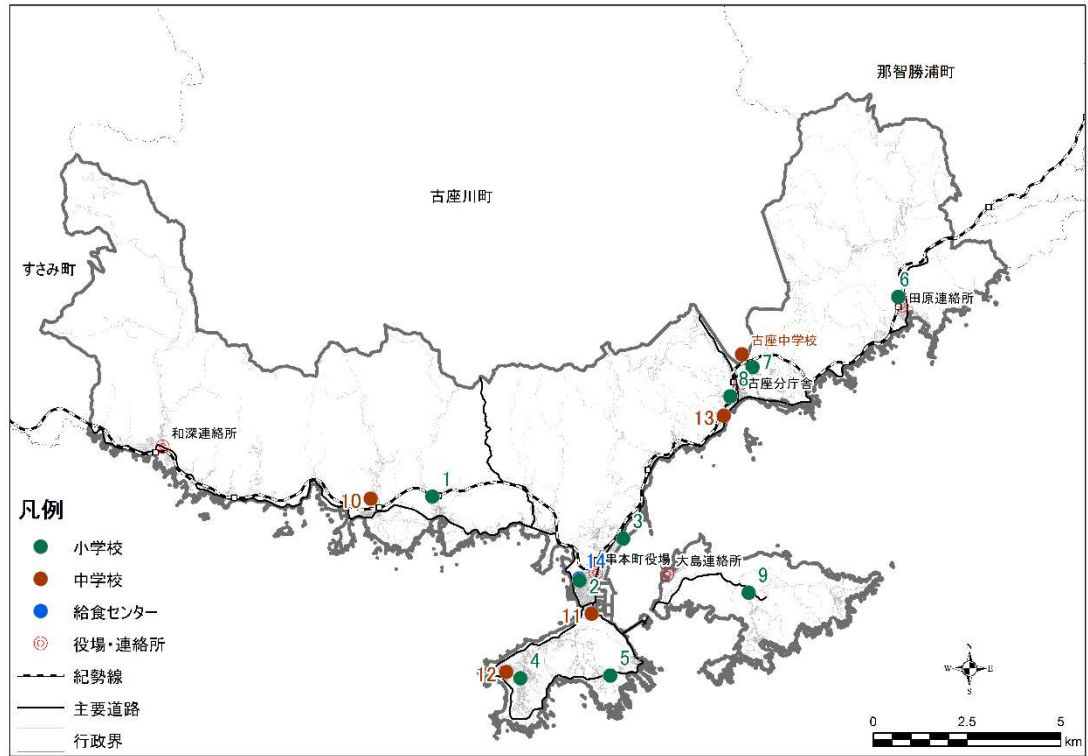 那智勝浦町
古座川町
すさみ町
6
田原連絡所
古座中学校
7
8
古座分庁舎
13
和深連絡所
1
10
3
14
串本町役場
大島連絡所
2
9
11
12
4
5
凡例
小学校
中学校
給食センター
役場・連絡所
紀勢線
主要道路
行政界
N
W
E
S
0
2.5
5
km